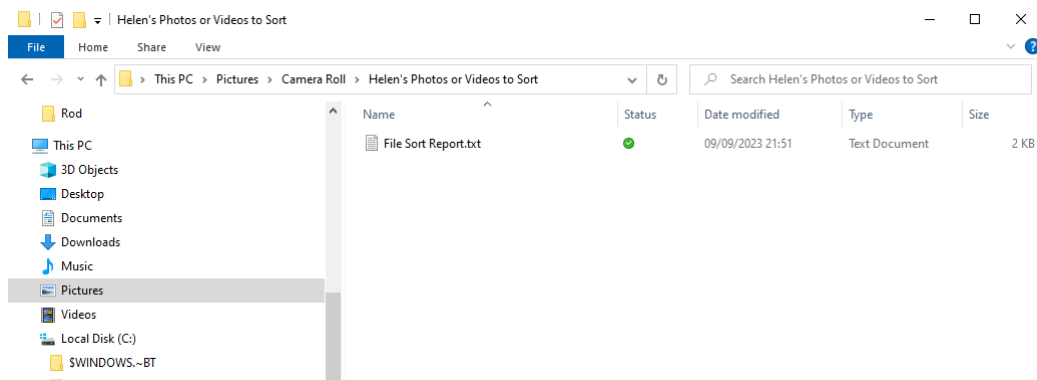 Helen's Photos or Videos to Sort
File Home Share View
This PC Pictures Camera Roll Helen's Photos or Videos to Sort
Search Helen's Photos or Videos to Sort
Name Status Date modified Type Size
File Sort Report.txt 09/09/2023 21:51 Text Document 2 KB
Rod
This PC
3D Objects
Desktop
Documents
Downloads
Music
Pictures
Videos
Local Disk (C:)
$WINDOWS.~BT